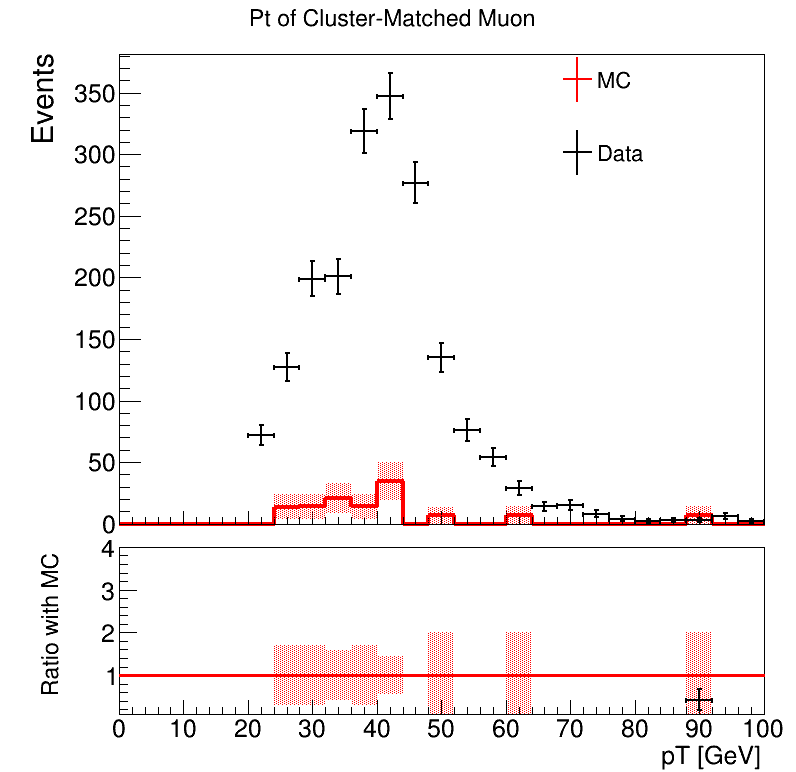 Pt of Cluster-Matched Muon
Events
350
300
250
200
150
100
50
0
MC
Data
Ratio with MC
4
3
2
1
0 10 20 30 40 50 60 70 80 90 100
pT [GeV]